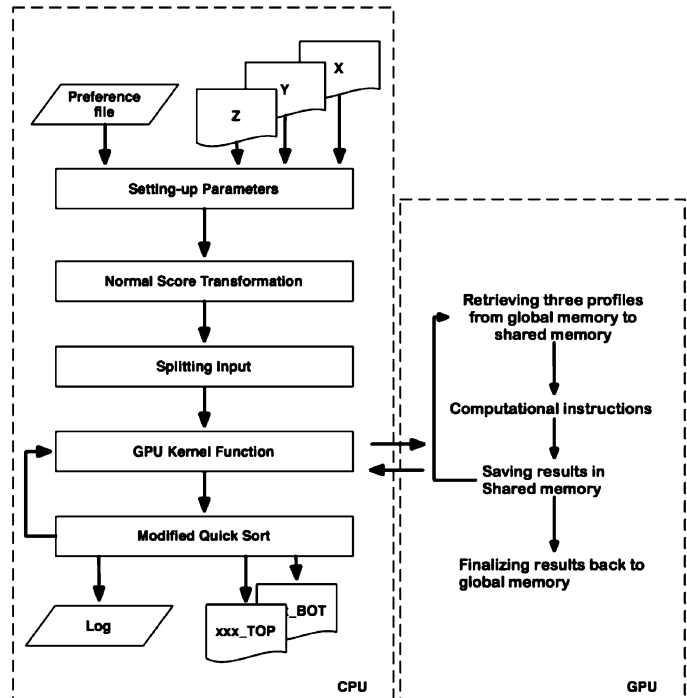 Preference
file
X
Y
Z
Setting-up Parameters
Normal Score Transformation
Splitting Input
GPU Kernel Function
Modified Quick Sort
Log
xxx_TOP
_BOT
CPU
Retrieving three profiles
from global memory to
shared memory
Computational instructions
Saving results in
Shared memory
Finalizing results back to
global memory
GPU